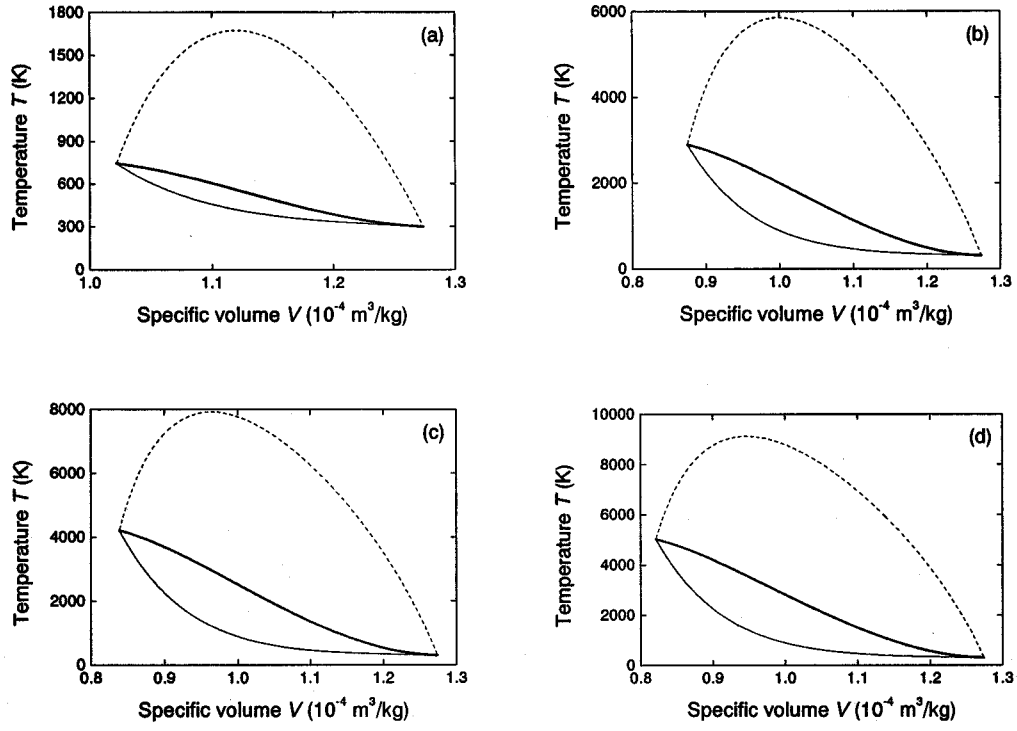 1800
(a)
1500
1200
900
600
300
0
1.0 1.1 1.2 1.3
Temperature T (K)
Specific volume V (10⁻⁴ m³/kg)
6000
(b)
4000
2000
0
0.8 0.9 1.0 1.1 1.2 1.3
Temperature T (K)
Specific volume V (10⁻⁴ m³/kg)
8000
(c)
6000
4000
2000
0
0.8 0.9 1.0 1.1 1.2 1.3
Temperature T (K)
Specific volume V (10⁻⁴ m³/kg)
10000
(d)
8000
6000
4000
2000
0
0.8 0.9 1.0 1.1 1.2 1.3
Temperature T (K)
Specific volume V (10⁻⁴ m³/kg)